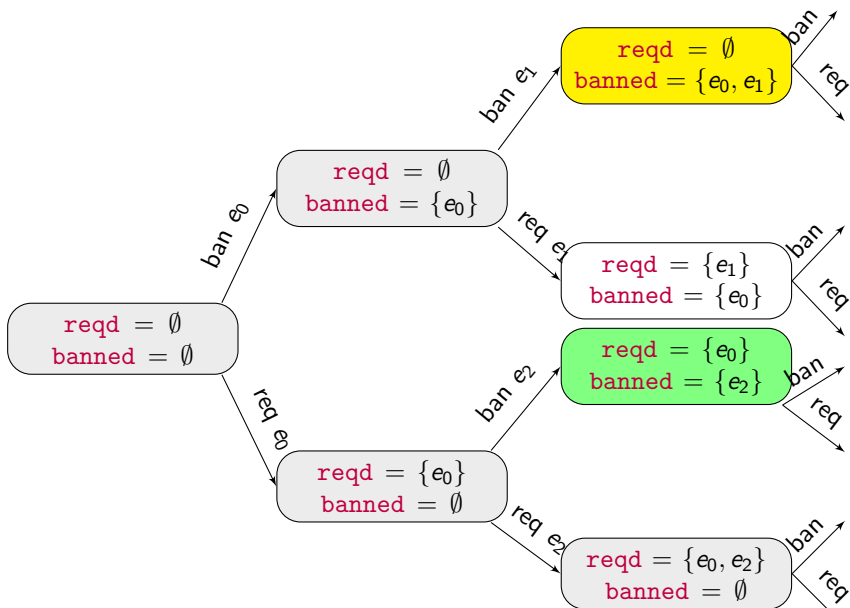 reqd = ∅
banned = ∅
ban e₀
req e₀
reqd = ∅
banned = {e₀}
reqd = {e₀}
banned = ∅
ban e₁
req e₁
ban e₂
req e₂
reqd = ∅
banned = {e₀, e₁}
reqd = {e₁}
banned = {e₀}
reqd = {e₀}
banned = {e₂}
reqd = {e₀, e₂}
banned = ∅
ban
req
ban
req
ban
req
ban
req